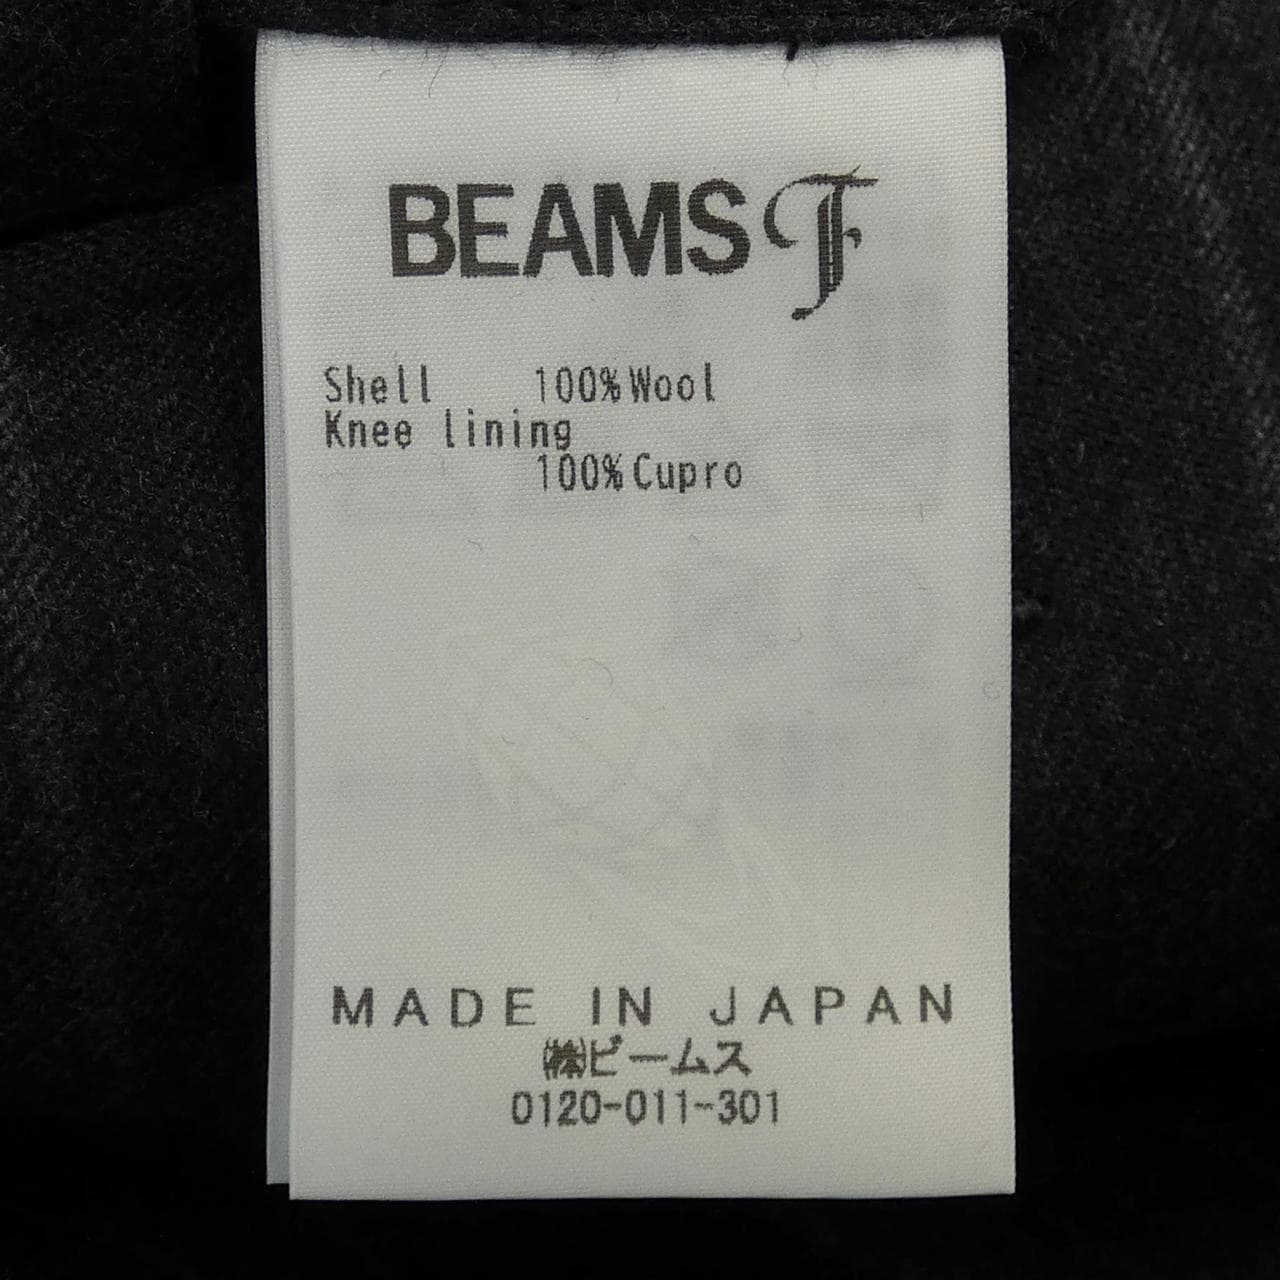 BEAMS F
Shell 100%Wool
Knee lining
100%Cupro
MADE IN JAPAN
㈱ビームス
0120-011-301